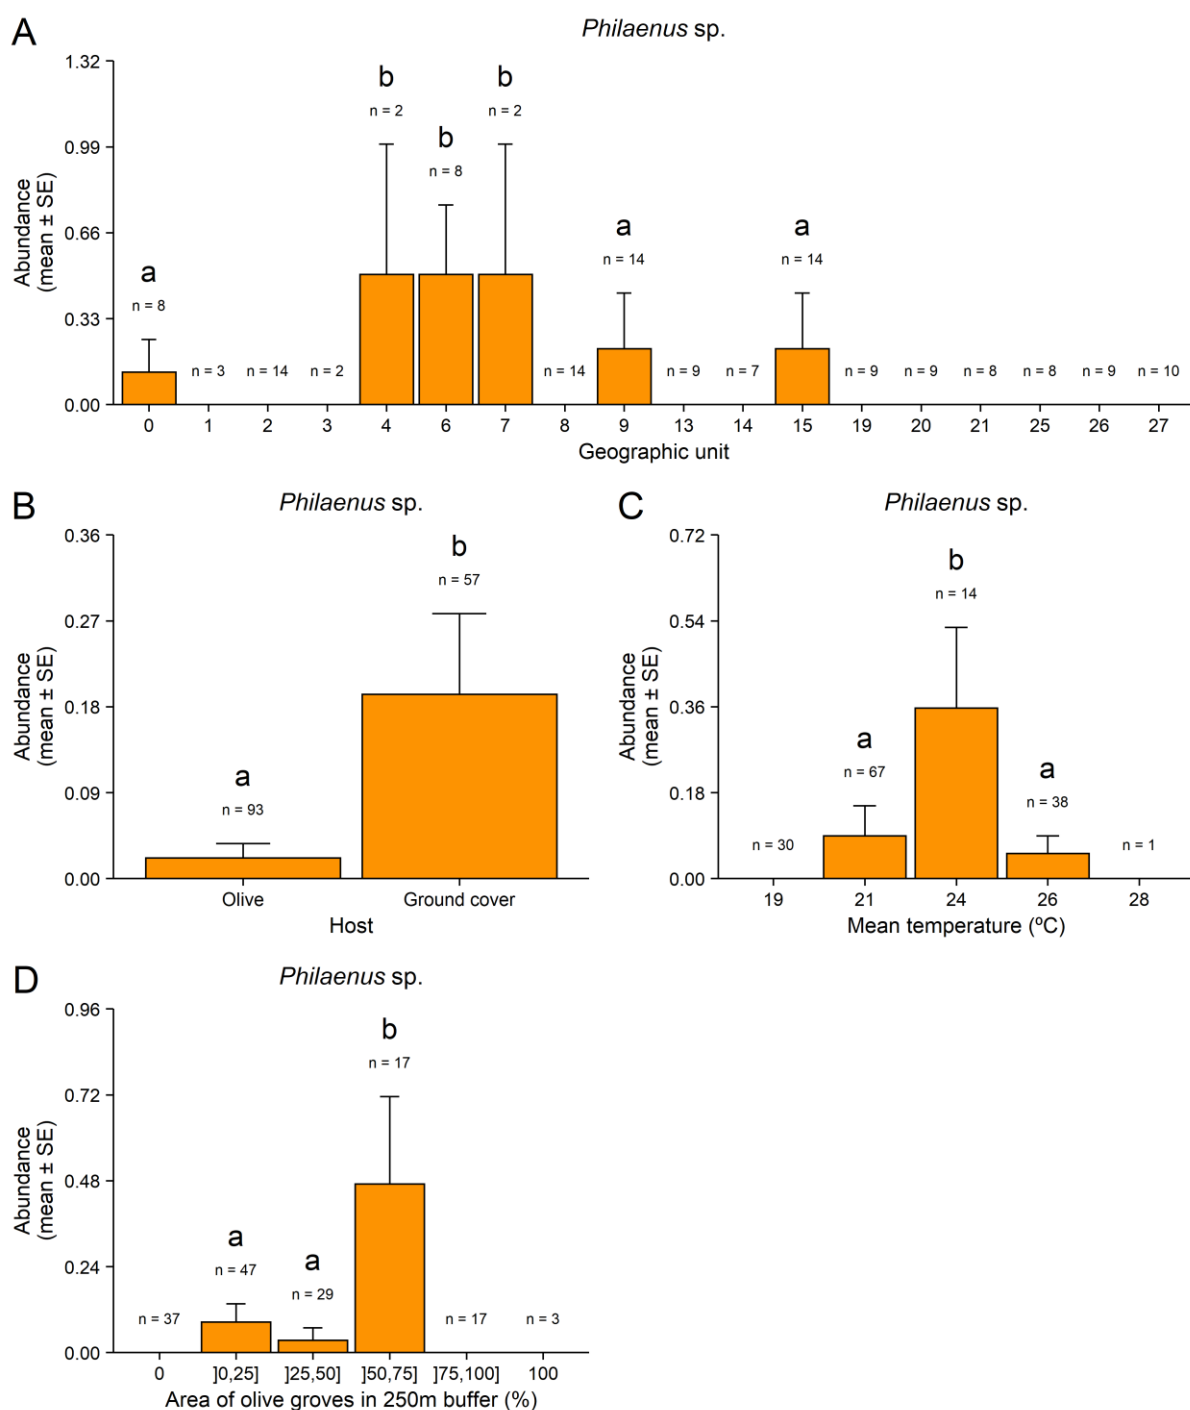 A
Philaenus sp.
Abundance
(mean ± SE)
1.32
0.99
0.66
0.33
0.00
a
n = 8
n = 3
n = 14
n = 2
b
n = 2
b
n = 8
b
n = 2
n = 14
a
n = 14
n = 9
n = 7
a
n = 14
n = 9
n = 9
n = 8
n = 8
n = 9
n = 10
0 1 2 3 4 6 7 8 9 13 14 15 19 20 21 25 26 27
Geographic unit
B
Philaenus sp.
Abundance
(mean ± SE)
0.36
0.27
0.18
0.09
0.00
a
n = 93
b
n = 57
Olive Ground cover
Host
C
Philaenus sp.
Abundance
(mean ± SE)
0.72
0.54
0.36
0.18
0.00
n = 30
a
n = 67
b
n = 14
a
n = 38
n = 1
19 21 24 26 28
Mean temperature (ºC)
D
Philaenus sp.
Abundance
(mean ± SE)
0.96
0.72
0.48
0.24
0.00
n = 37
a
n = 47
a
n = 29
b
n = 17
n = 17
n = 3
0 ]0,25] ]25,50] ]50,75] ]75,100] 100
Area of olive groves in 250m buffer (%)